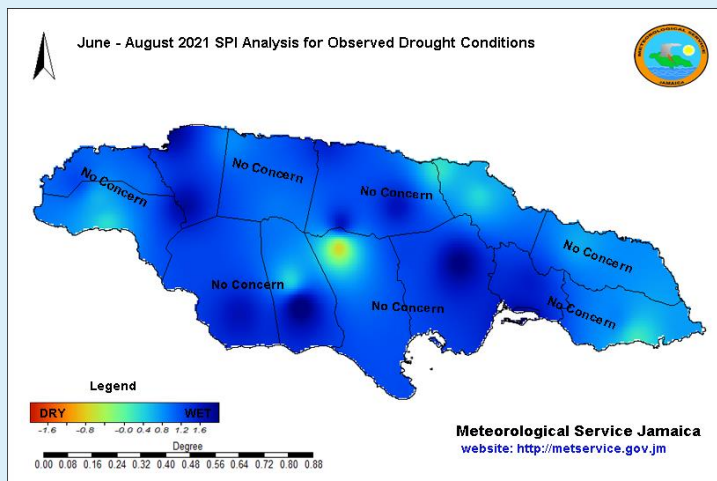 June - August 2021 SPI Analysis for Observed Drought Conditions
METEOROLOGICAL SERVICE
JAMAICA
No Concern
No Concern
No Concern
No Concern
No Concern
No Concern
No Concern
Legend
DRY WET
-1.6 -0.8 -0.0 0.4 0.8 1.2 1.6
Degree
0.00 0.08 0.16 0.24 0.32 0.40 0.48 0.56 0.64 0.72 0.80 0.88
Meteorological Service Jamaica
website: http://metservice.gov.jm